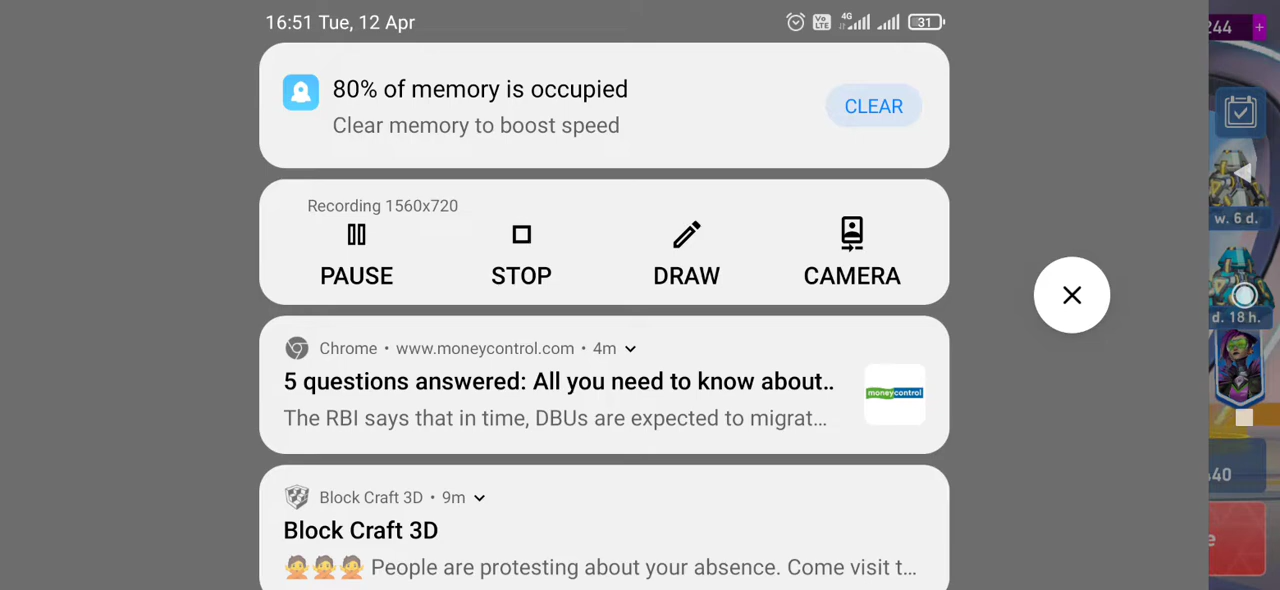 16:51 Tue, 12 Apr
Vo LTE 4G 31
80% of memory is occupied
Clear memory to boost speed
CLEAR
Recording 1560x720
PAUSE STOP DRAW CAMERA
Chrome • www.moneycontrol.com • 4m
5 questions answered: All you need to know about..
The RBI says that in time, DBUs are expected to migrat...
moneycontrol
Block Craft 3D • 9m
Block Craft 3D
🙅🙅🙅 People are protesting about your absence. Come visit t...
244 +
w. 6 d.
d. 18 h.
40
e